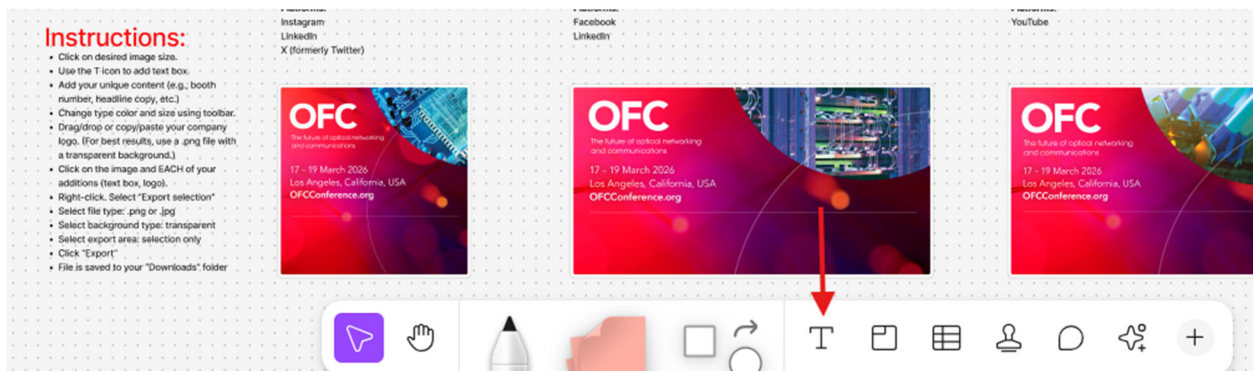 Instructions:
• Click on desired image size.
• Use the T icon to add text box.
• Add your unique content (e.g., booth
number, headline copy, etc.)
• Change type color and size using toolbar.
• Drag/drop or copy/paste your company
logo. (For best results, use a .png file with
a transparent background.)
• Click on the image and EACH of your
additions (text box, logo).
• Right-click. Select "Export selection"
• Select file type: .png or .jpg
• Select background type: transparent
• Select export area: selection only
• Click "Export"
• File is saved to your "Downloads" folder
Instagram
LinkedIn
X (formerly Twitter)
OFC
The future of optical networking
and communications
17 - 19 March 2026
Los Angeles, California, USA
OFCConference.org
Facebook
LinkedIn
OFC
The future of optical networking
and communications
17 - 19 March 2026
Los Angeles, California, USA
OFCConference.org
YouTube
OFC
The future of optical networking
and communications
17 - 19 March 2026
Los Angeles, California, USA
OFCConference.org
T